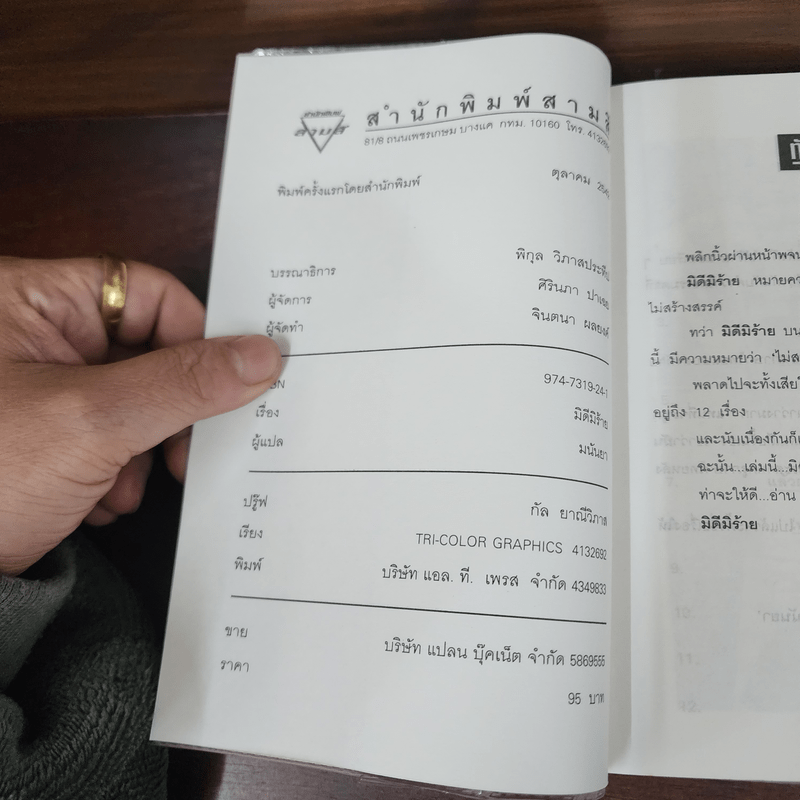 สำนักพิมพ์
สามสี
สำนักพิมพ์สามสี
81/8 ถนนเพชรเกษม บางแค กทม. 10160 โทร.
พิมพ์ครั้งแรกโดยสำนักพิมพ์ ตุลาคม
บรรณาธิการ พิกุล วิภาสประทีป
ผู้จัดการ ศิรินภา
ผู้จัดทำ จินตนา ผลยงค์
974-7319-24-1
เรื่อง มิดีมิร้าย
ผู้แปล มนันยา
ปรู๊ฟ กัล ยาณีวิภาส
เรียง TRI-COLOR GRAPHICS 4132692
พิมพ์ บริษัท แอล. ที. เพรส จำกัด 4349833
ขาย บริษัท แปลน บุ๊คเน็ต จำกัด 5869555
ราคา 95 บาท
พลิกนิ้วผ่านหน้าพจน
มิดีมิร้าย หมายคว
ไม่สร้างสรรค์
ทว่า มิดีมิร้าย บน
นี้ มีความหมายว่า 'ไม่ส
พลาดไปจะทั้งเสีย
อยู่ถึง 12 เรื่อง
และนับเนื่องกันก็
ฉะนั้น...เล่มนี้...มิ
ท่าจะให้ดี...อ่าน
มิดีมิร้าย